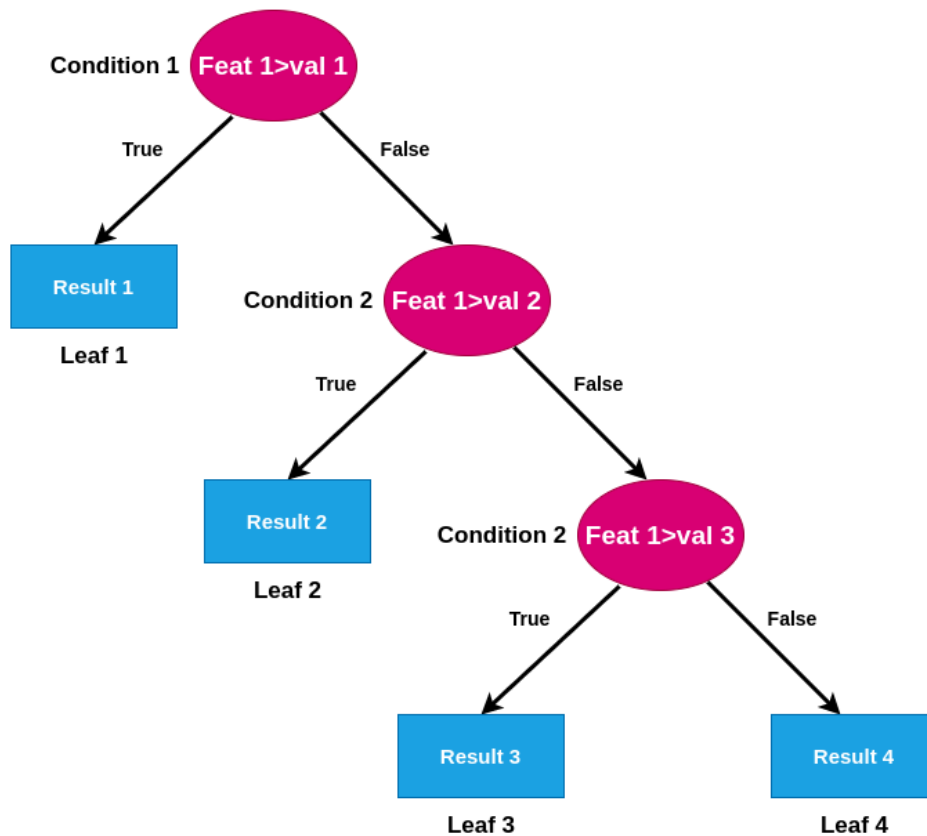 Condition 1
Feat 1>val 1
True
False
Result 1
Leaf 1
Condition 2
Feat 1>val 2
True
False
Result 2
Leaf 2
Condition 2
Feat 1>val 3
True
False
Result 3
Result 4
Leaf 3
Leaf 4